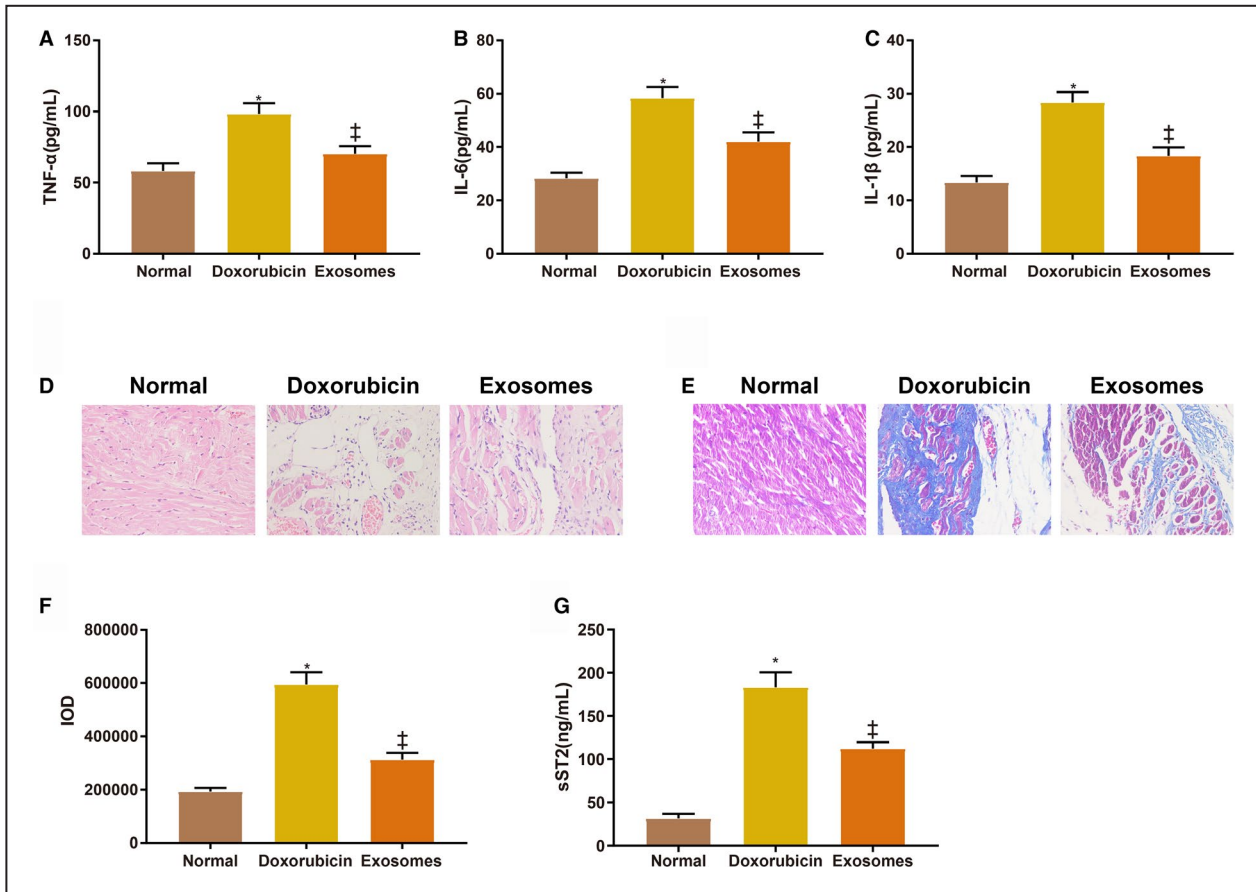 A
TNF-α(pg/mL)
150
100
50
0
*
‡
Normal Doxorubicin Exosomes
B
IL-6(pg/mL)
80
60
40
20
0
*
‡
Normal Doxorubicin Exosomes
C
IL-1β (pg/mL)
40
30
20
10
0
*
‡
Normal Doxorubicin Exosomes
D
Normal Doxorubicin Exosomes
E
Normal Doxorubicin Exosomes
F
IOD
800000
600000
400000
200000
0
*
‡
Normal Doxorubicin Exosomes
G
sST2(ng/mL)
250
200
150
100
50
0
*
‡
Normal Doxorubicin Exosomes